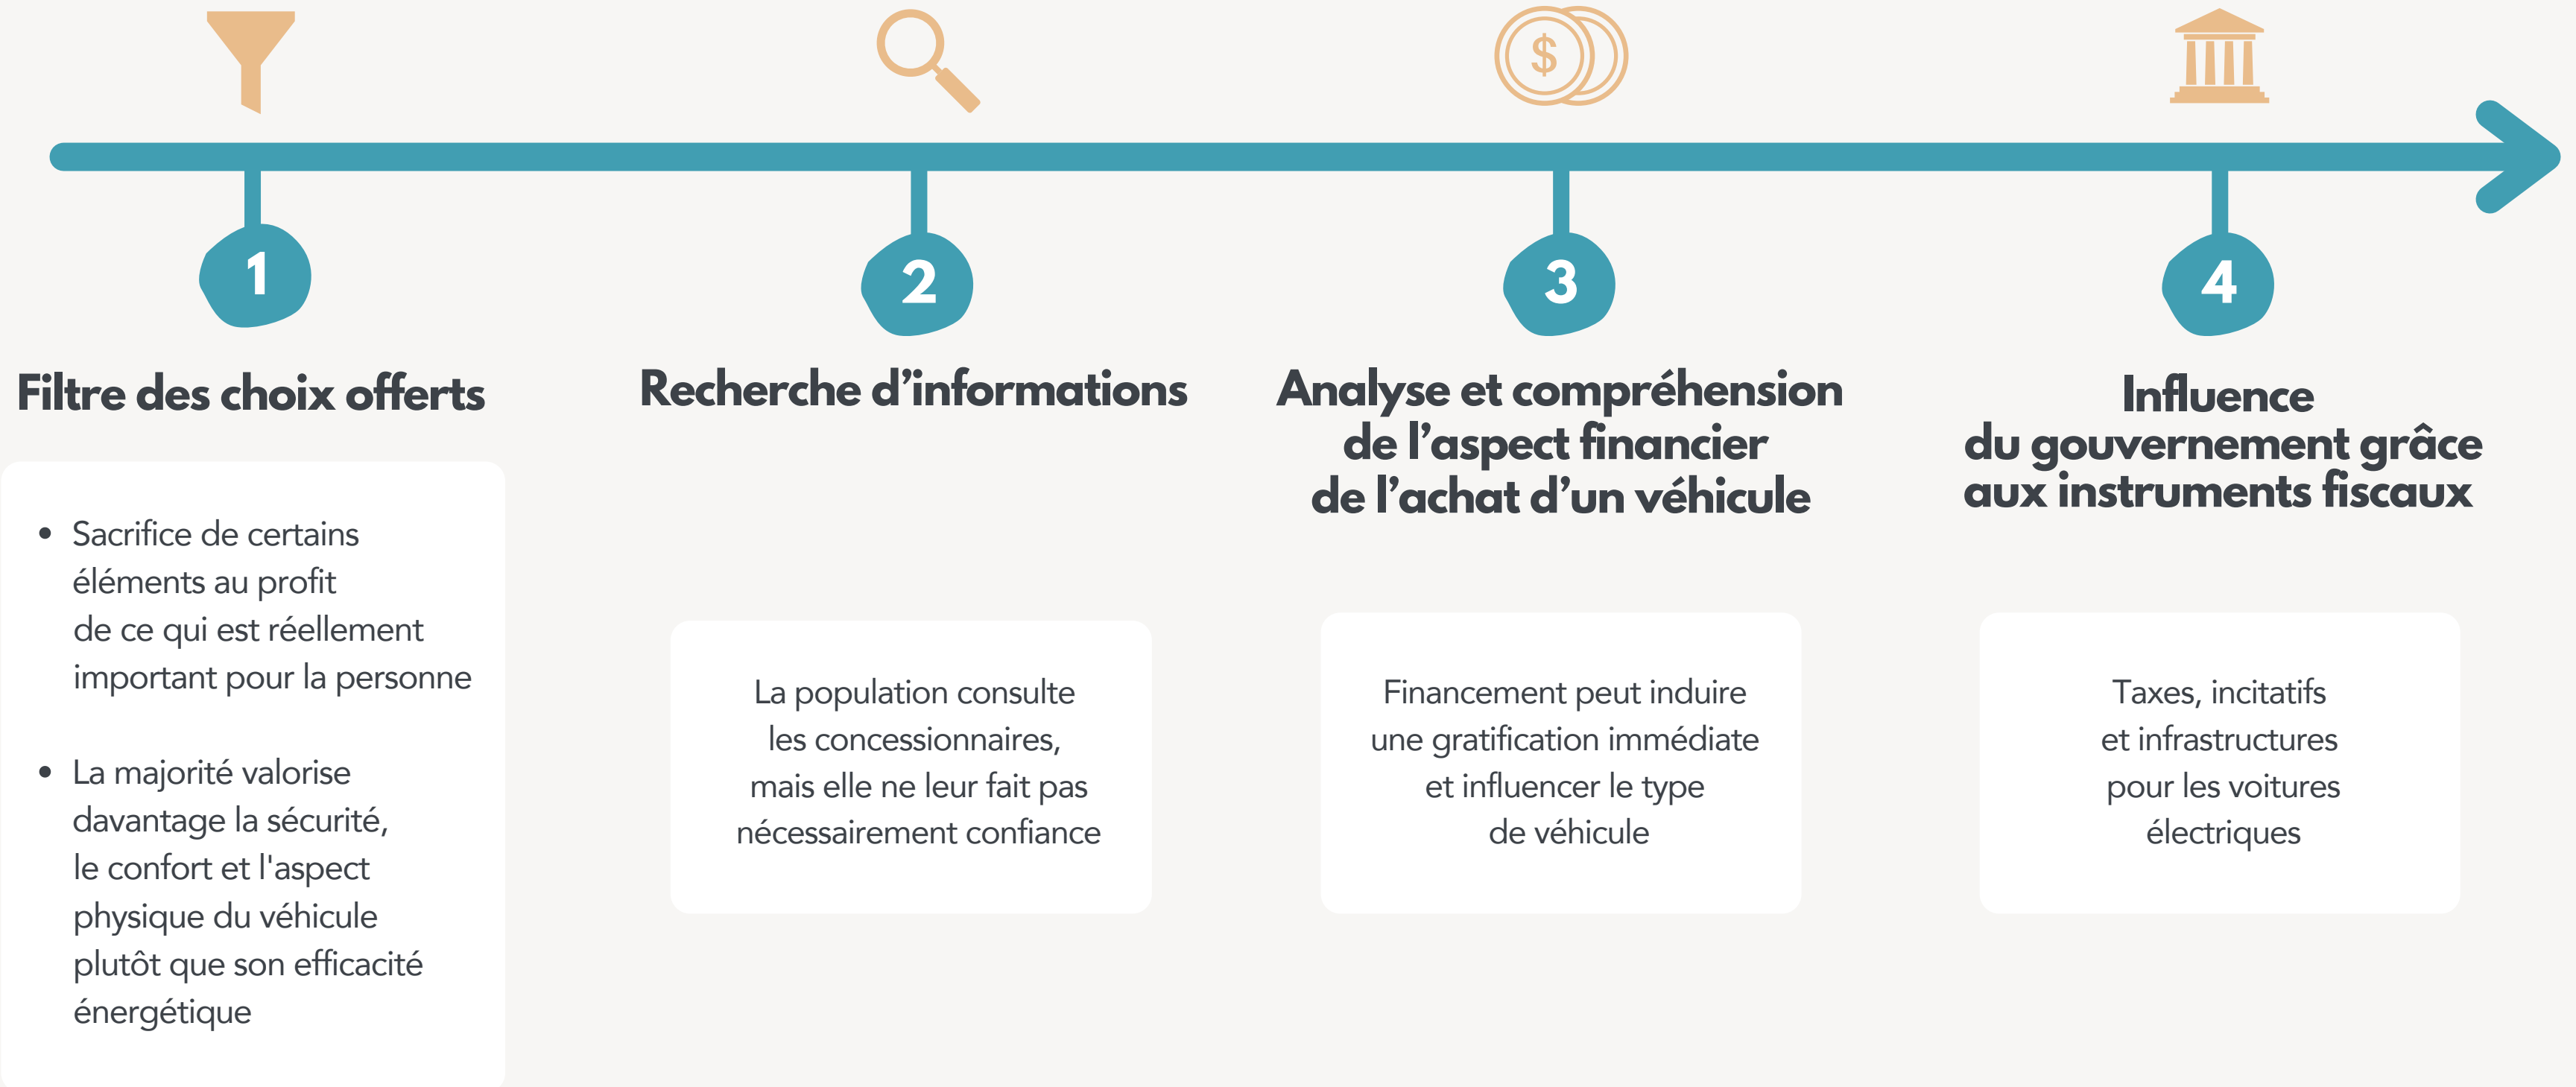 $
1
2
3
4
Filtre des choix offerts
• Sacrifice de certains
éléments au profit
de ce qui est réellement
important pour la personne
• La majorité valorise
davantage la sécurité,
le confort et l'aspect
physique du véhicule
plutôt que son efficacité
énergétique
Recherche d’informations
La population consulte
les concessionnaires,
mais elle ne leur fait pas
nécessairement confiance
Analyse et compréhension
de l’aspect financier
de l’achat d’un véhicule
Financement peut induire
une gratification immédiate
et influencer le type
de véhicule
Influence
du gouvernement grâce
aux instruments fiscaux
Taxes, incitatifs
et infrastructures
pour les voitures
électriques